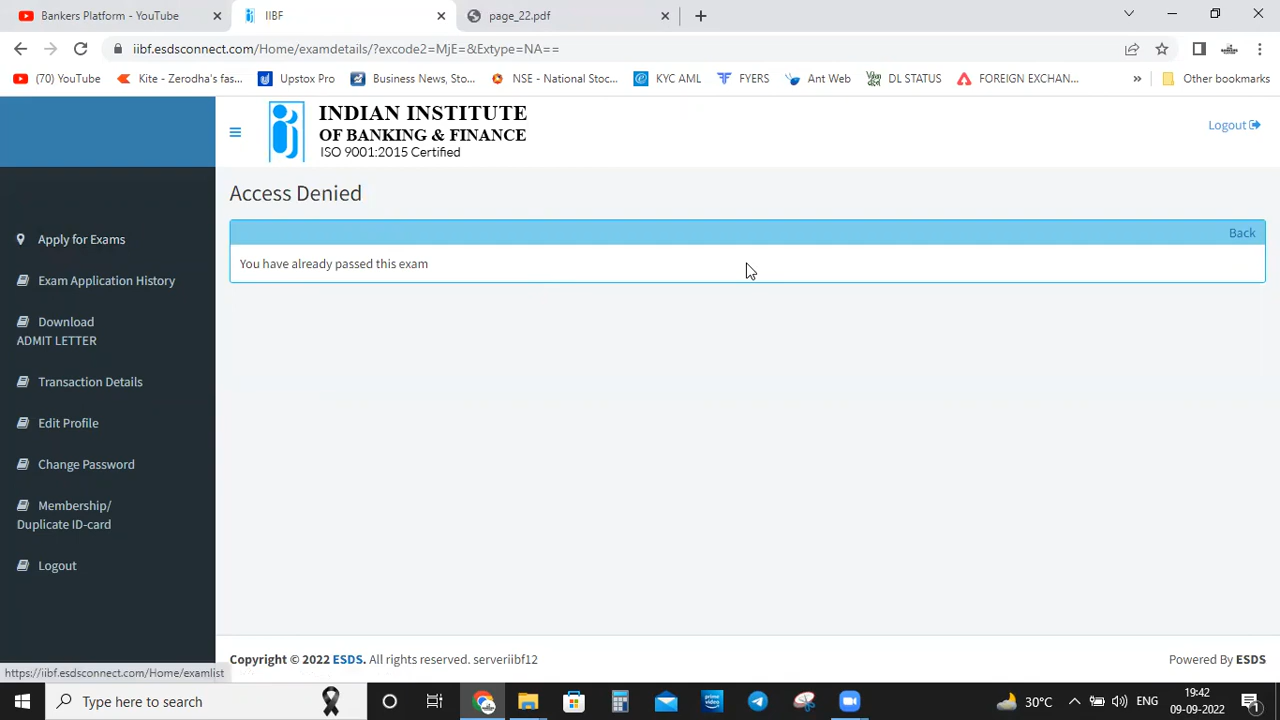 Bankers Platform - YouTube
IIBF
page_22.pdf
iibf.esdsconnect.com/Home/examdetails/?excode2=MjE=&Extype=NA==
(70) YouTube
Kite - Zerodha's fas...
Upstox Pro
Business News, Sto...
NSE - National Stoc...
KYC AML
FYERS
Ant Web
DL STATUS
FOREIGN EXCHAN...
»
Other bookmarks
INDIAN INSTITUTE
OF BANKING & FINANCE
ISO 9001:2015 Certified
Logout
Access Denied
Back
You have already passed this exam
Apply for Exams
Exam Application History
Download
ADMIT LETTER
Transaction Details
Edit Profile
Change Password
Membership/
Duplicate ID-card
Logout
Copyright © 2022 ESDS. All rights reserved. serveriibf12
Powered By ESDS
https://iibf.esdsconnect.com/Home/examlist
Type here to search
prime video
30°C
ENG
19:42
09-09-2022
1